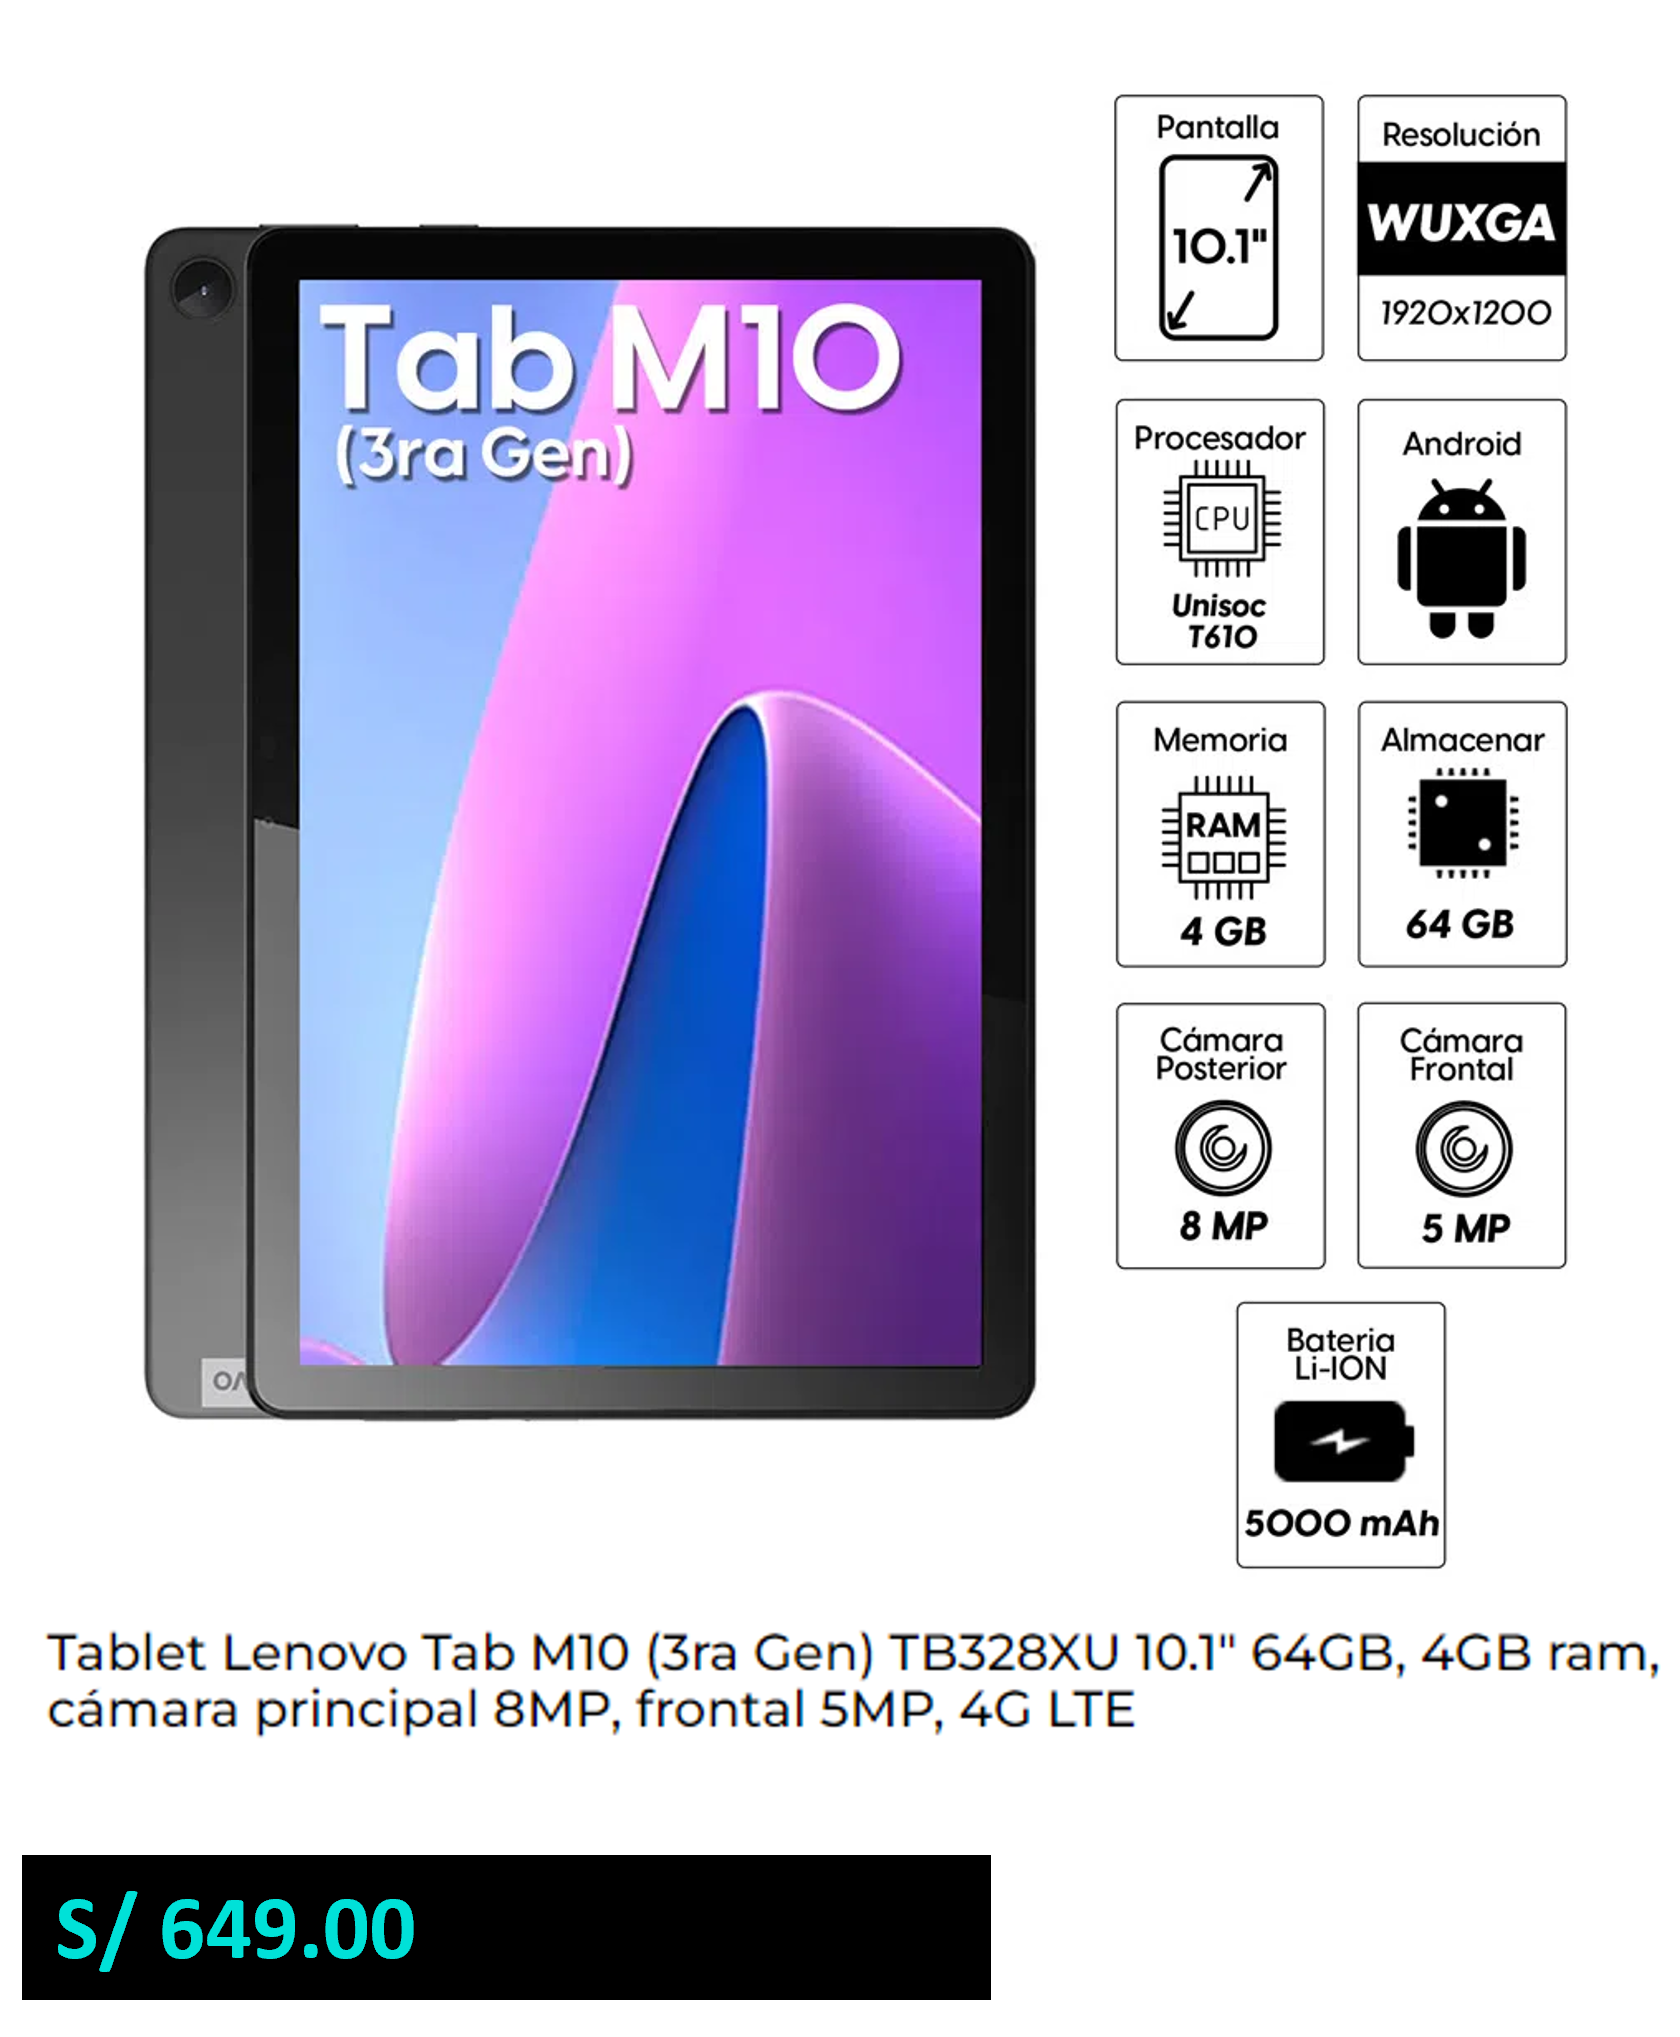 Tab M10
(3ra Gen)
Pantalla
10.1"
Resolución
WUXGA
1920x1200
Procesador
CPU
Unisoc
T610
Android
Memoria
RAM
4 GB
Almacenar
64 GB
Cámara
Posterior
8 MP
Cámara
Frontal
5 MP
Bateria
Li-ION
5000 mAh
Tablet Lenovo Tab M10 (3ra Gen) TB328XU 10.1" 64GB, 4GB ram,
cámara principal 8MP, frontal 5MP, 4G LTE
S/ 649.00